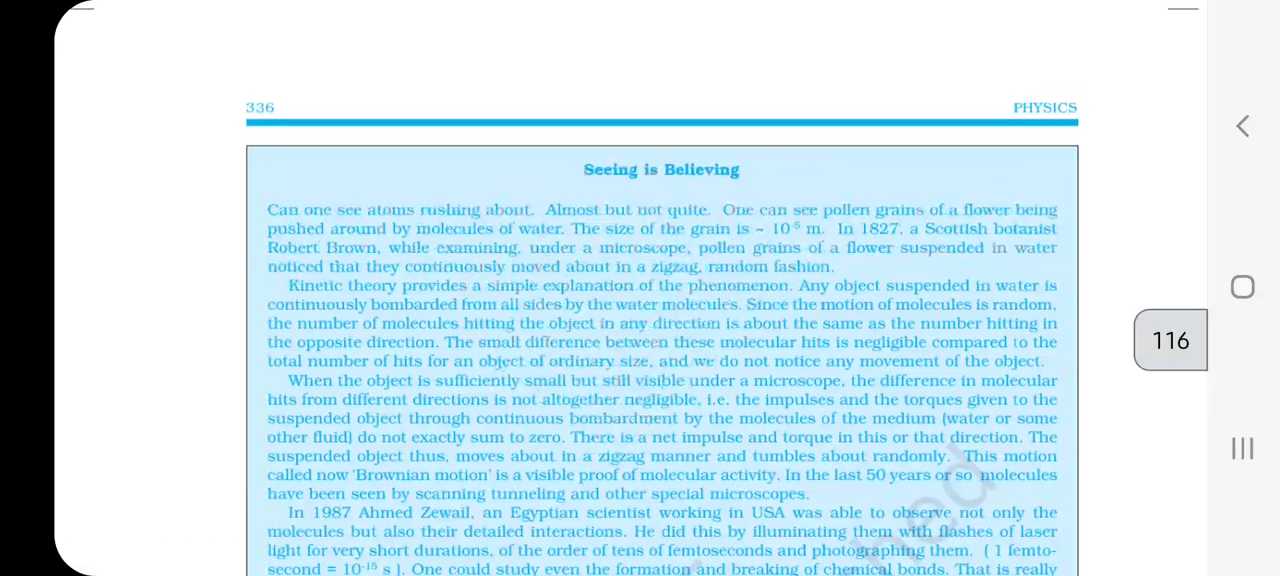 336
PHYSICS
Seeing is Believing
Can one see atoms rushing about. Almost but not quite. One can see pollen grains of a flower being
pushed around by molecules of water. The size of the grain is ~ 10⁻⁵ m. In 1827, a Scottish botanist
Robert Brown, while examining, under a microscope, pollen grains of a flower suspended in water
noticed that they continuously moved about in a zigzag, random fashion.
Kinetic theory provides a simple explanation of the phenomenon. Any object suspended in water is
continuously bombarded from all sides by the water molecules. Since the motion of molecules is random,
the number of molecules hitting the object in any direction is about the same as the number hitting in
the opposite direction. The small difference between these molecular hits is negligible compared to the
total number of hits for an object of ordinary size, and we do not notice any movement of the object.
When the object is sufficiently small but still visible under a microscope, the difference in molecular
hits from different directions is not altogether negligible, i.e. the impulses and the torques given to the
suspended object through continuous bombardment by the molecules of the medium (water or some
other fluid) do not exactly sum to zero. There is a net impulse and torque in this or that direction. The
suspended object thus, moves about in a zigzag manner and tumbles about randomly. This motion
called now ‘Brownian motion’ is a visible proof of molecular activity. In the last 50 years or so molecules
have been seen by scanning tunneling and other special microscopes.
In 1987 Ahmed Zewail, an Egyptian scientist working in USA was able to observe not only the
molecules but also their detailed interactions. He did this by illuminating them with flashes of laser
light for very short durations, of the order of tens of femtoseconds and photographing them. ( 1 femto-
second = 10⁻¹⁵ s ). One could study even the formation and breaking of chemical bonds. That is really
116